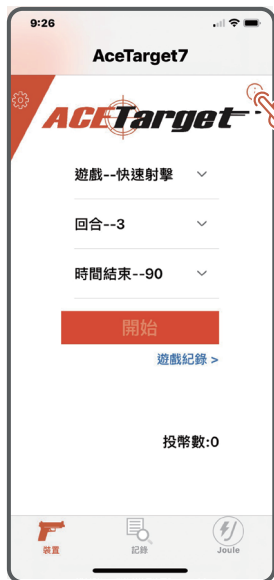 9:26
AceTarget7
ACETarget
遊戲--快速射擊
回合--3
時間結束--90
開始
遊戲紀錄 >
投幣數:0
裝置
記錄
Joule